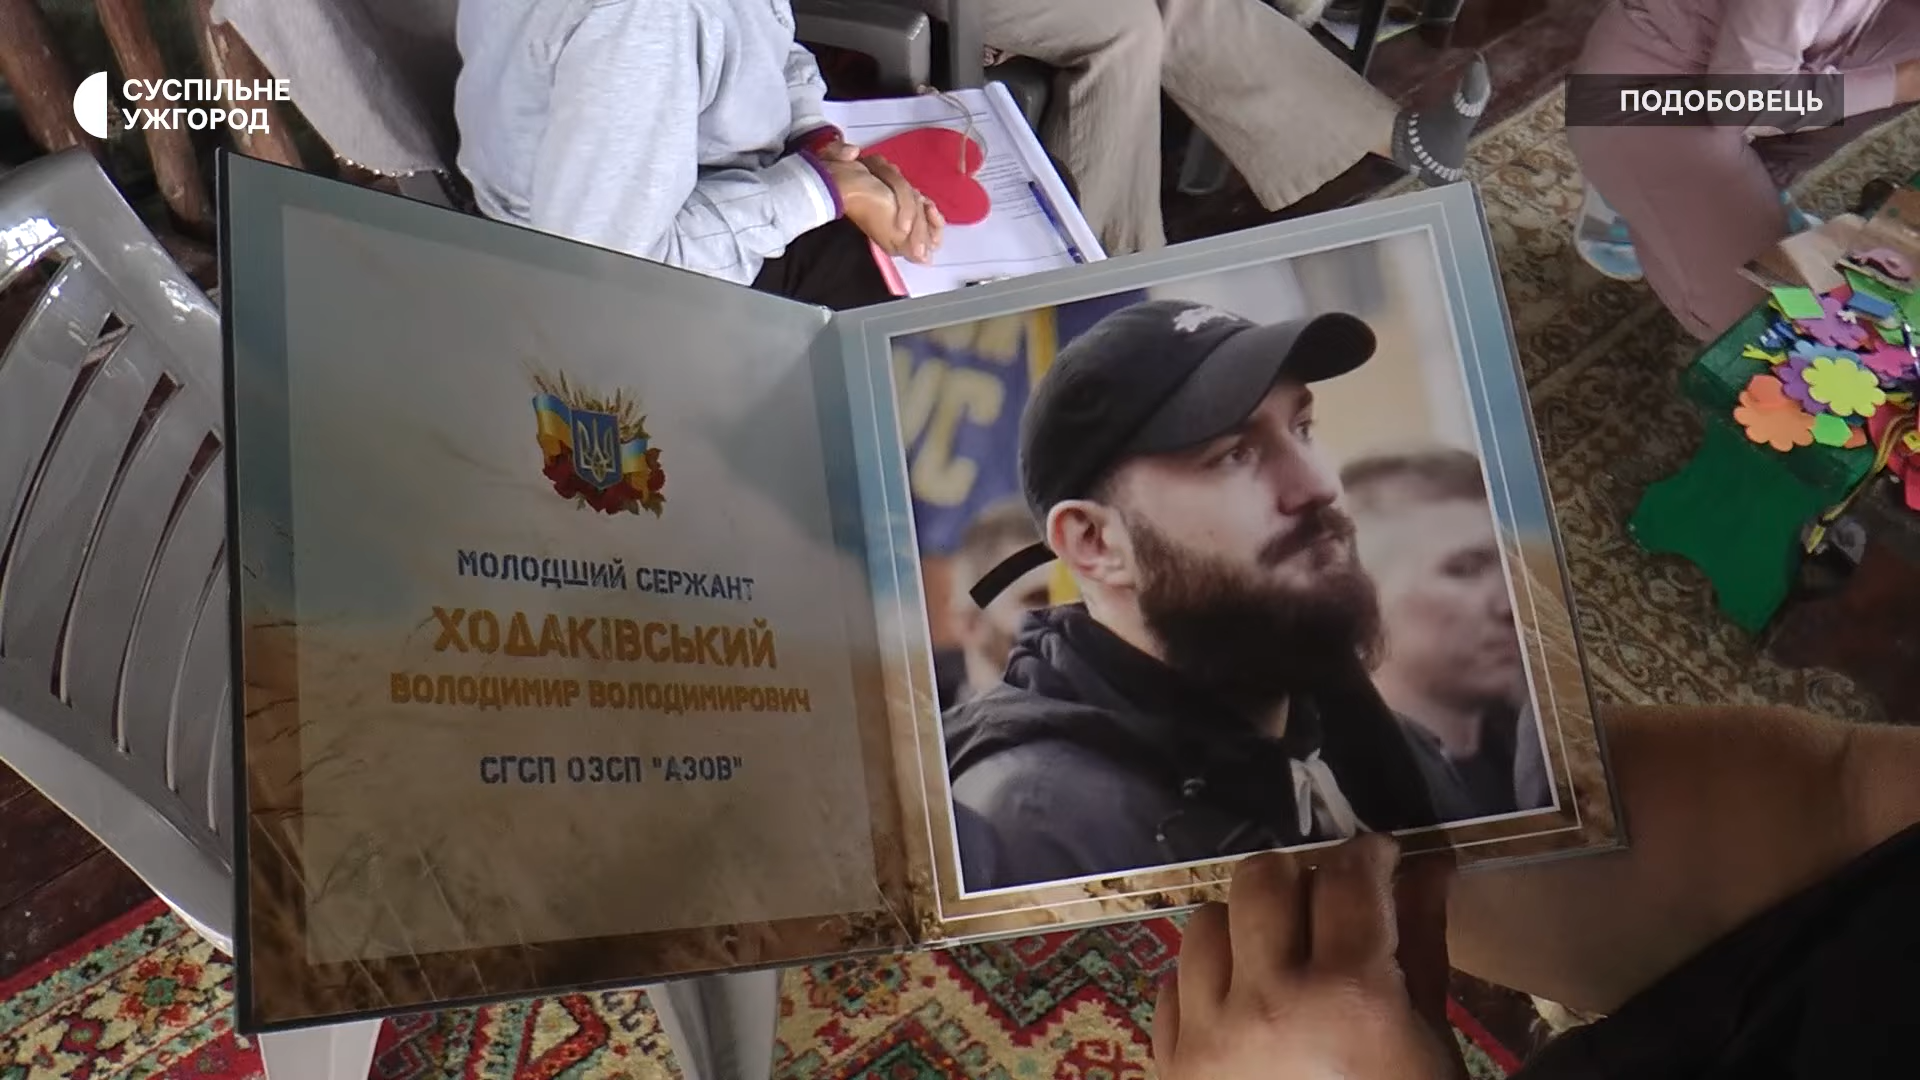 СУСПІЛЬНЕ
УЖГОРОД
ПОДОБОВЕЦЬ
МОЛОДШИЙ СЕРЖАНТ
ХОДАКІВСЬКИЙ
ВОЛОДИМИР ВОЛОДИМИРОВИЧ
СГСП ОЗСП "АЗОВ"